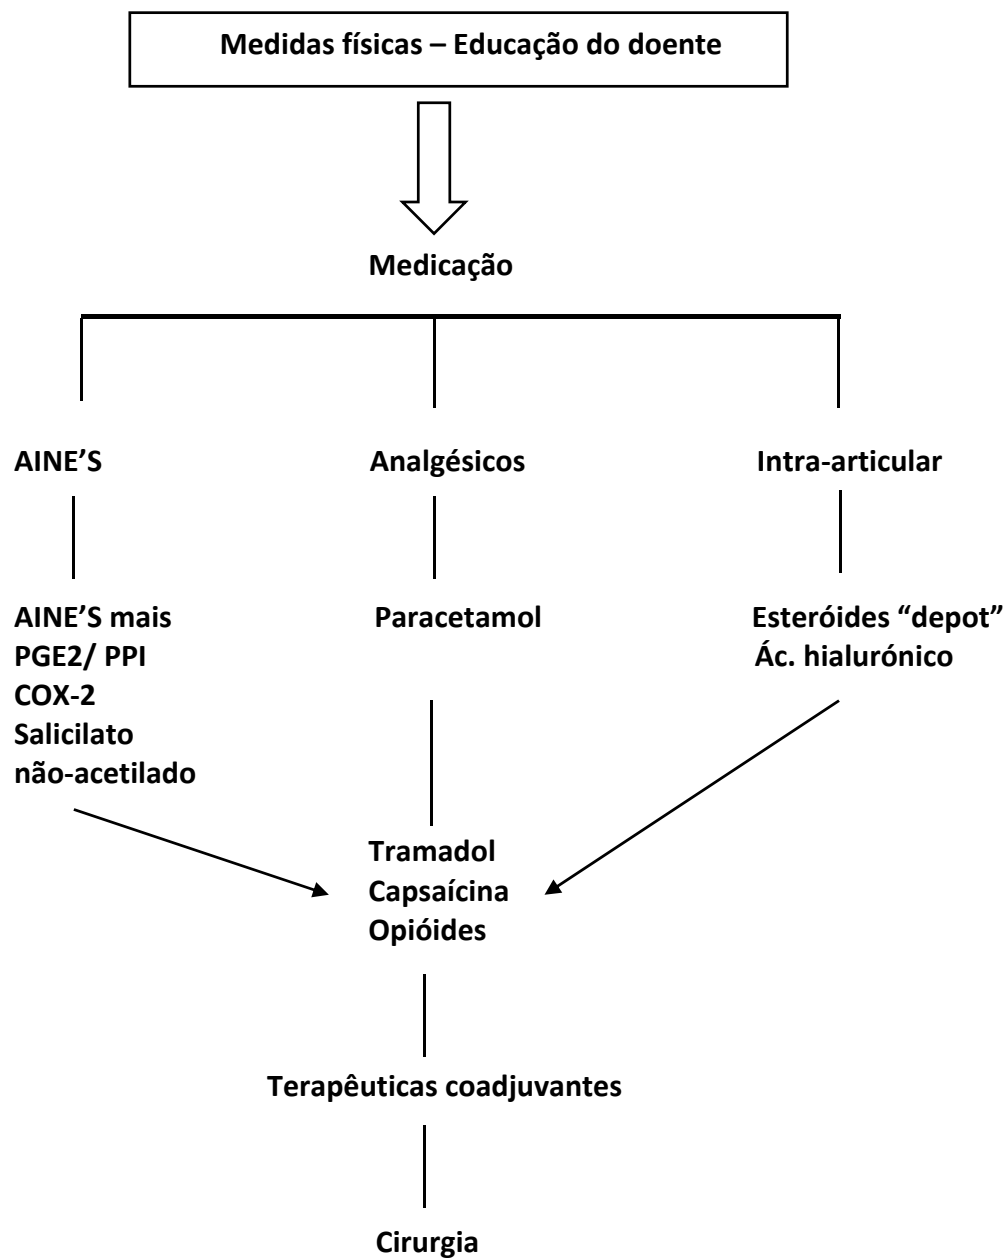 Medidas físicas – Educação do doente
Medicação
AINE’S
Analgésicos
Intra-articular
AINE’S mais
PGE2/ PPI
COX-2
Salicilato
não-acetilado
Paracetamol
Esteróides “depot”
Ác. hialurónico
Tramadol
Capsaícina
Opióides
Terapêuticas coadjuvantes
Cirurgia